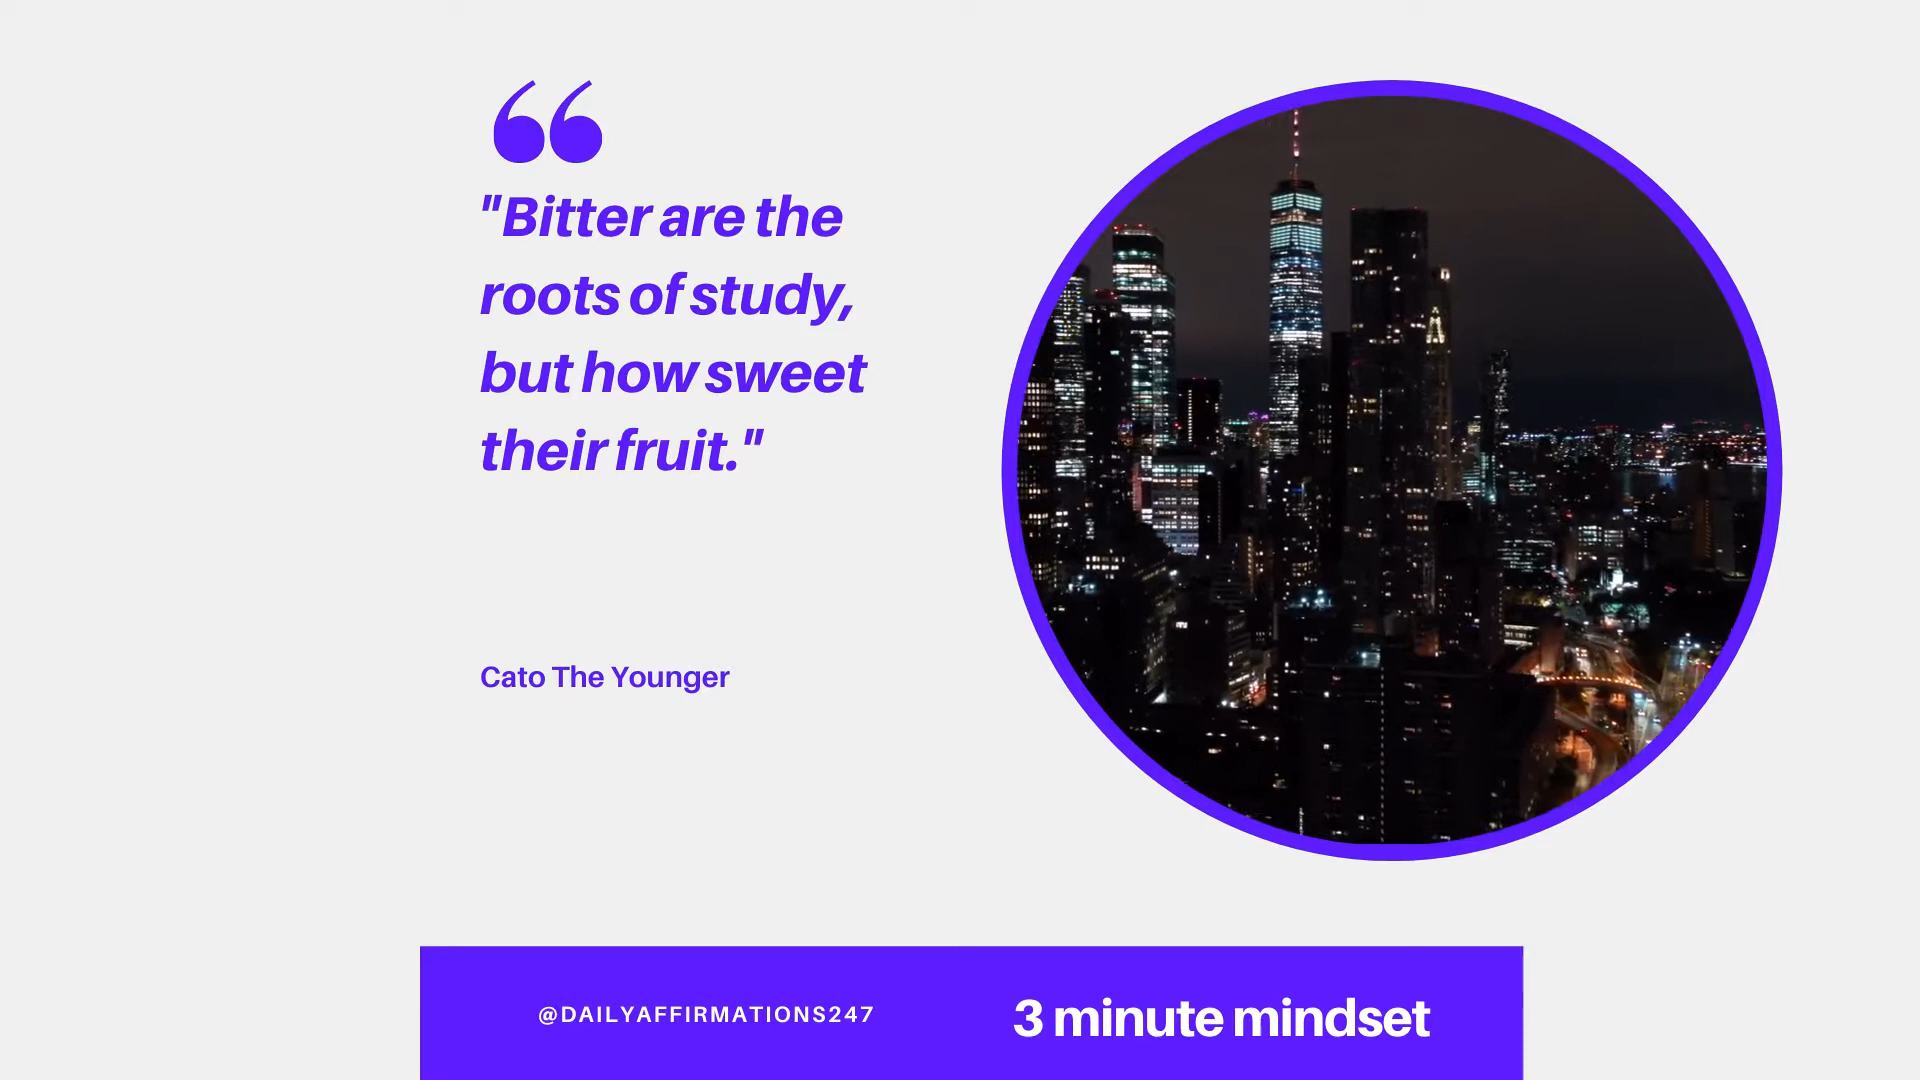 "Bitter are the
roots of study,
but how sweet
their fruit."
Cato The Younger
@DAILYAFFIRMATIONS247
3 minute mindset